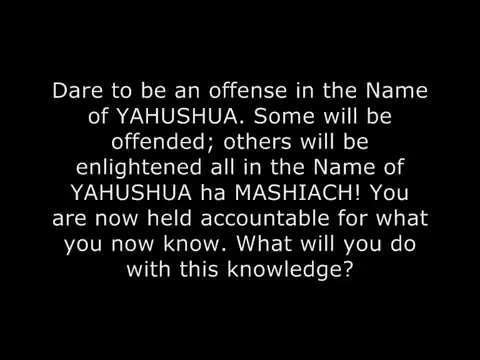 Dare to be an offense in the Name
of YAHUSHUA. Some will be
offended; others will be
enlightened all in the Name of
YAHUSHUA ha MASHIACH! You
are now held accountable for what
you now know. What will you do
with this knowledge?